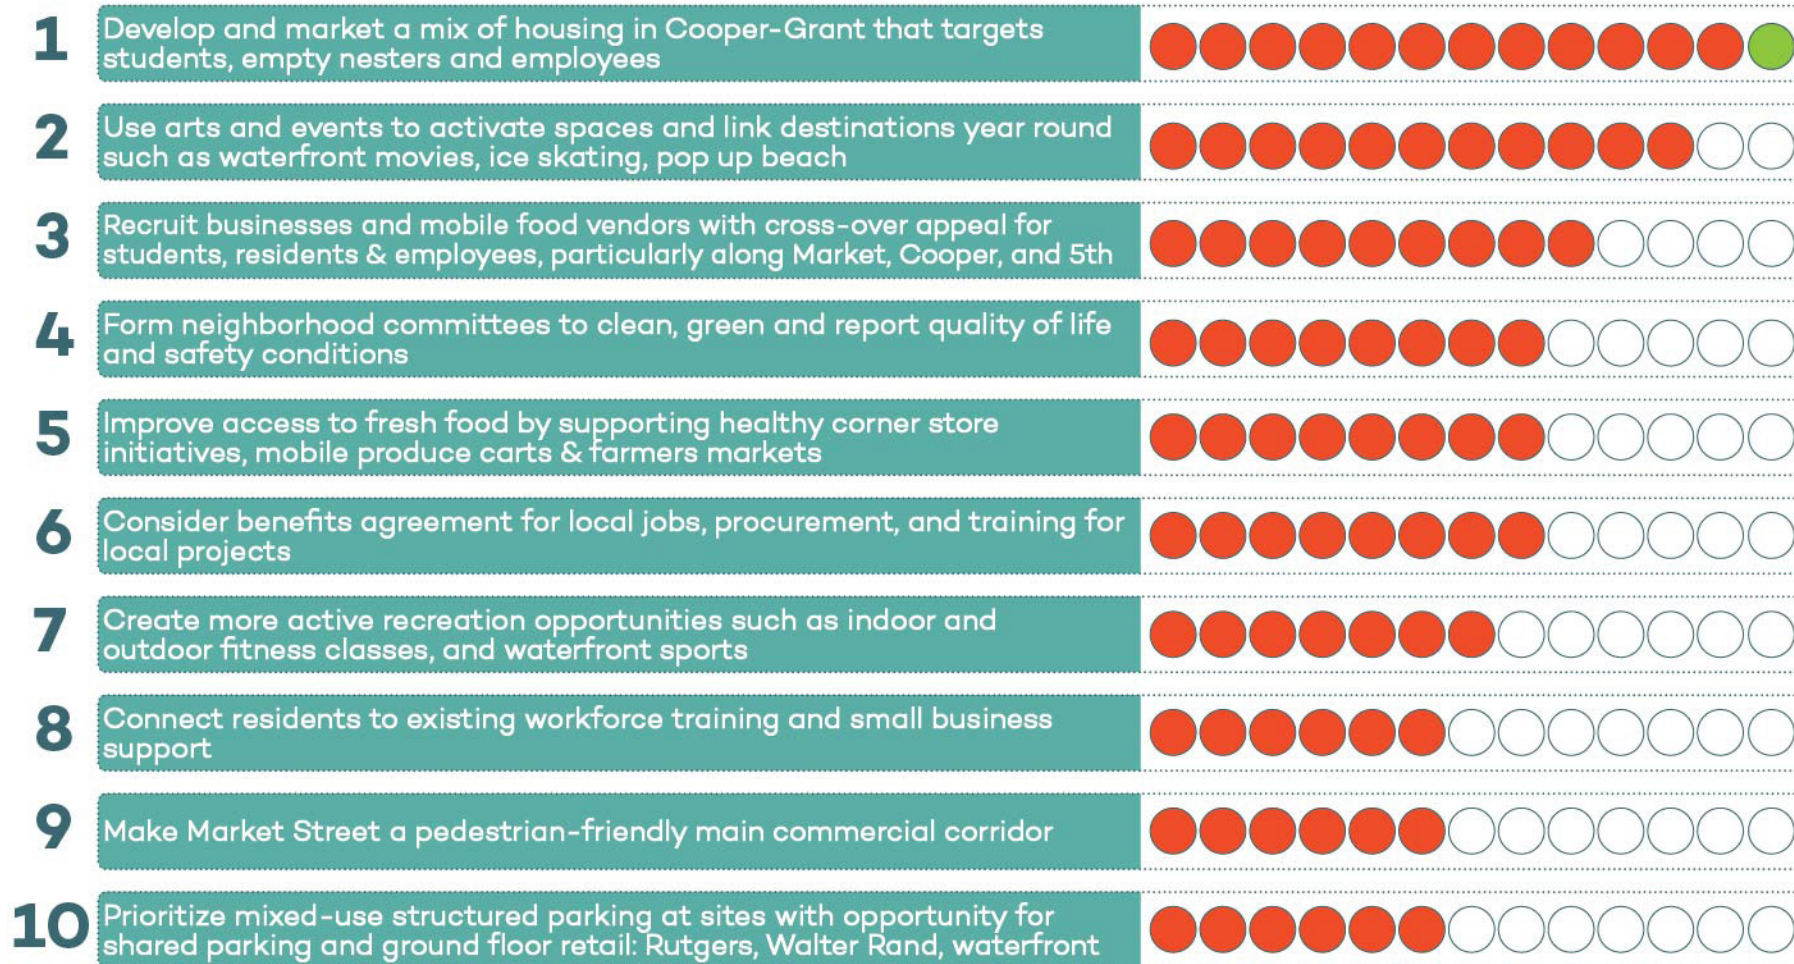 1
Develop and market a mix of housing in Cooper-Grant that targets
students, empty nesters and employees
2
Use arts and events to activate spaces and link destinations year round
such as waterfront movies, ice skating, pop up beach
3
Recruit businesses and mobile food vendors with cross-over appeal for
students, residents & employees, particularly along Market, Cooper, and 5th
4
Form neighborhood committees to clean, green and report quality of life
and safety conditions
5
Improve access to fresh food by supporting healthy corner store
initiatives, mobile produce carts & farmers markets
6
Consider benefits agreement for local jobs, procurement, and training for
local projects
7
Create more active recreation opportunities such as indoor and
outdoor fitness classes, and waterfront sports
8
Connect residents to existing workforce training and small business
support
9
Make Market Street a pedestrian-friendly main commercial corridor
10
Prioritize mixed-use structured parking at sites with opportunity for
shared parking and ground floor retail: Rutgers, Walter Rand, waterfront